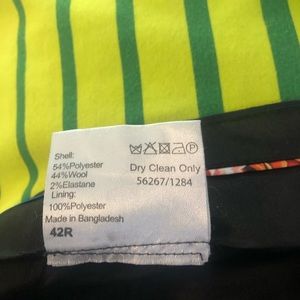 Shell:
54%Polyester
44%Wool
2%Elastane
Lining:
100%Polyester
Made in Bangladesh
42R
Dry Clean Only
56267/1284